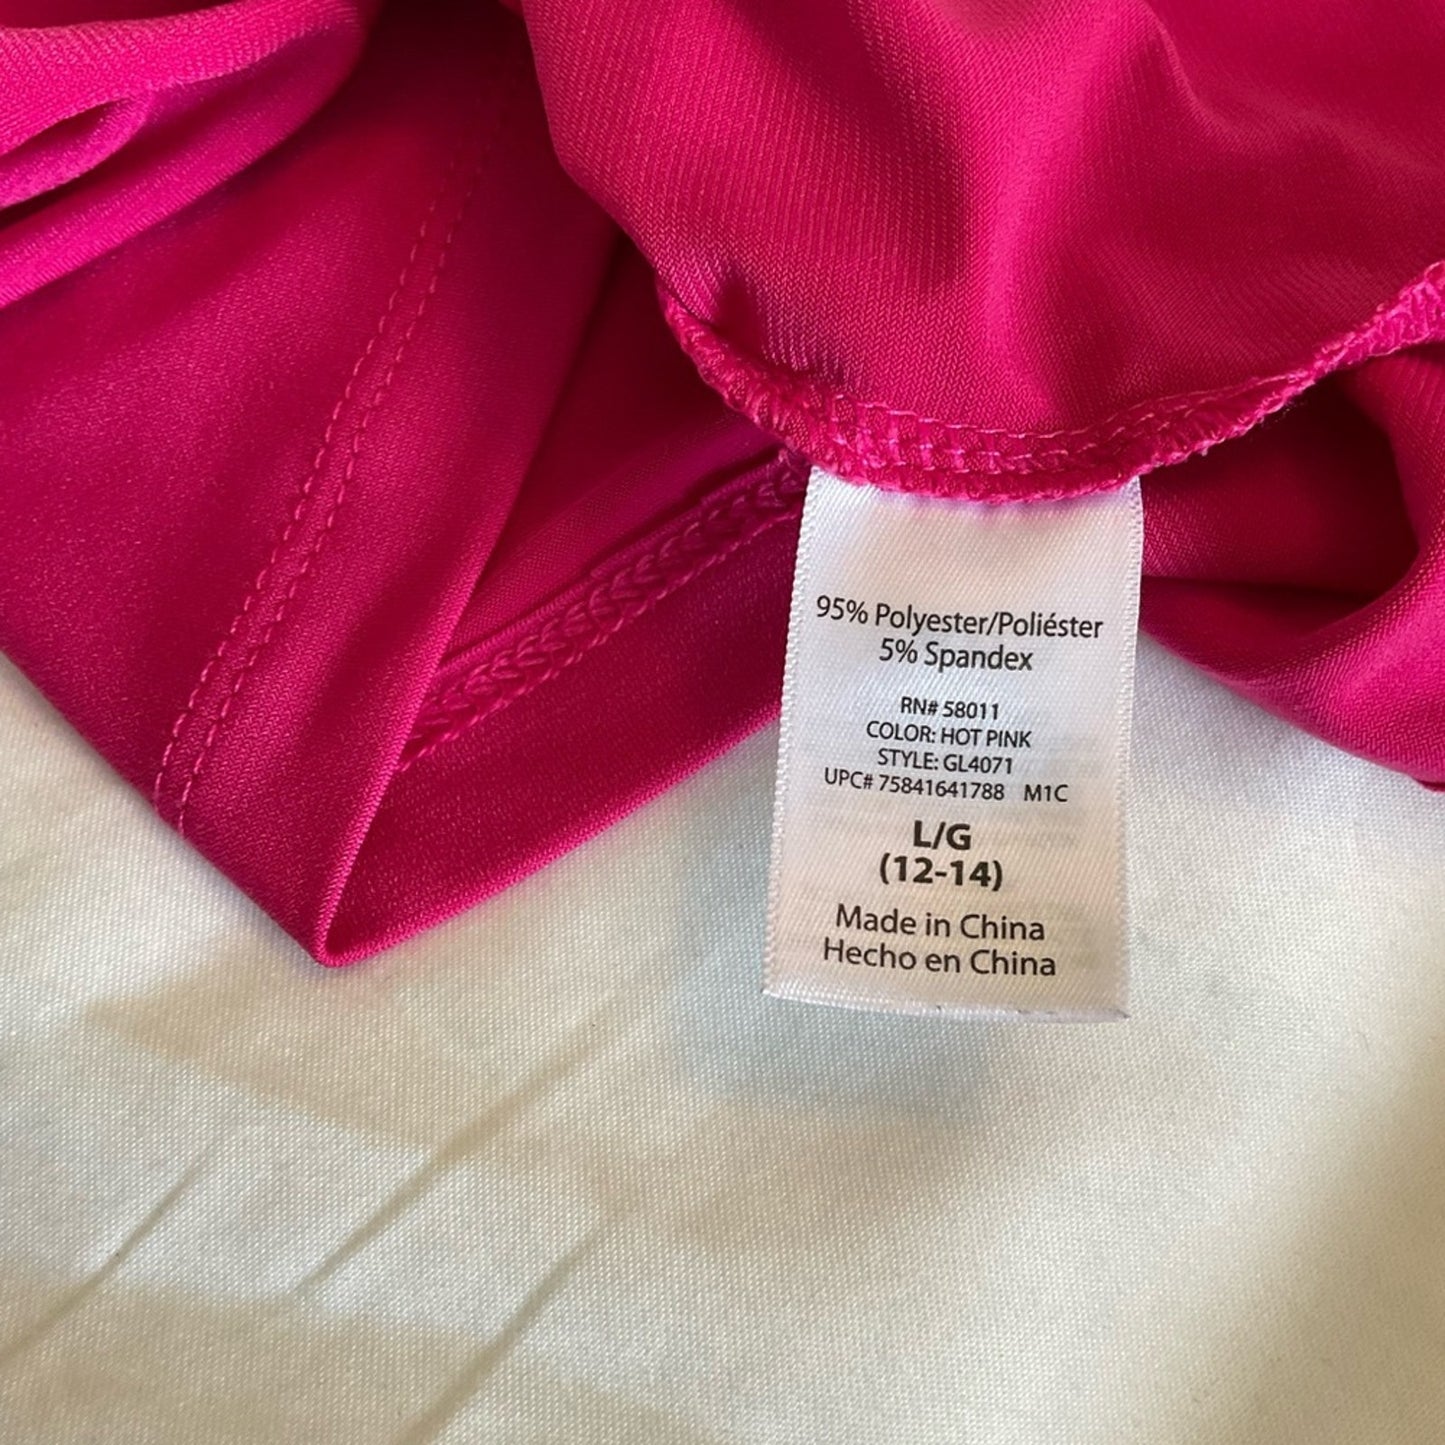 95% Polyester/Poliéster
5% Spandex
RN# 58011
COLOR: HOT PINK
STYLE: GL4071
UPC# 75841641788 M1C
L/G
(12-14)
Made in China
Hecho en China